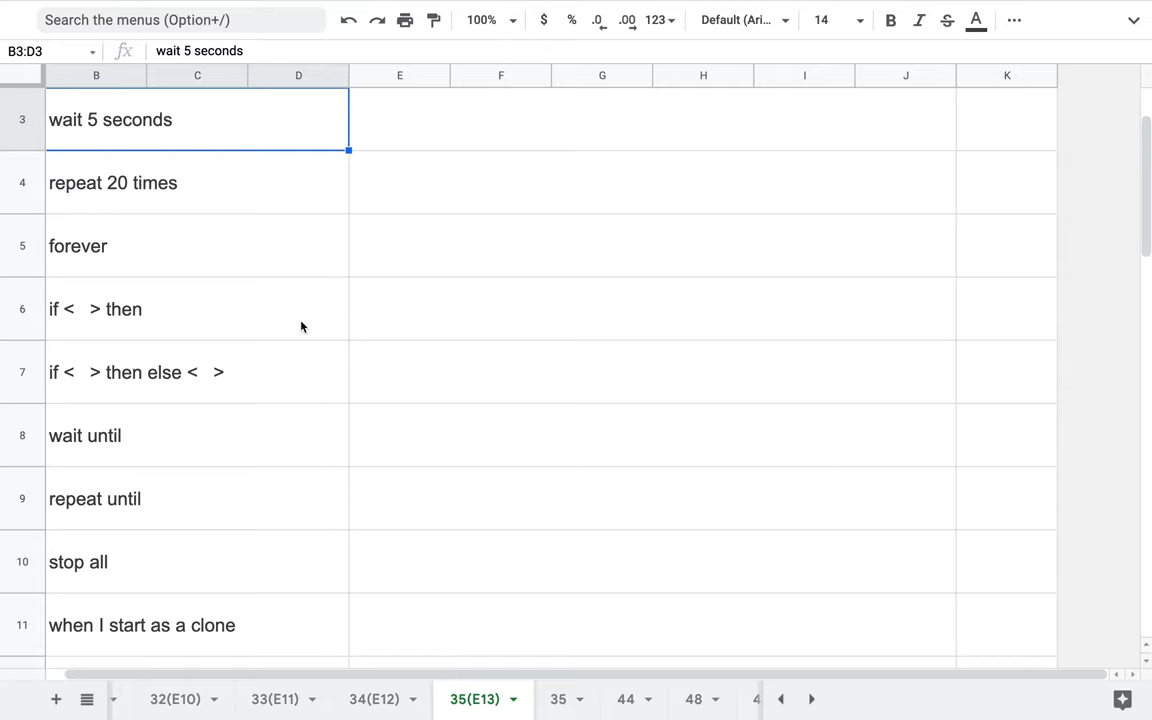 Search the menus (Option+/)
100%
$
%
.0
.00
123
Default (Ari...
14
B
I
S
A
B3:D3
fx
wait 5 seconds
B
C
D
E
F
G
H
I
J
K
3
wait 5 seconds
4
repeat 20 times
5
forever
6
if < > then
7
if < > then else < >
8
wait until
9
repeat until
10
stop all
11
when I start as a clone
32(E10)
33(E11)
34(E12)
35(E13)
35
44
48
4